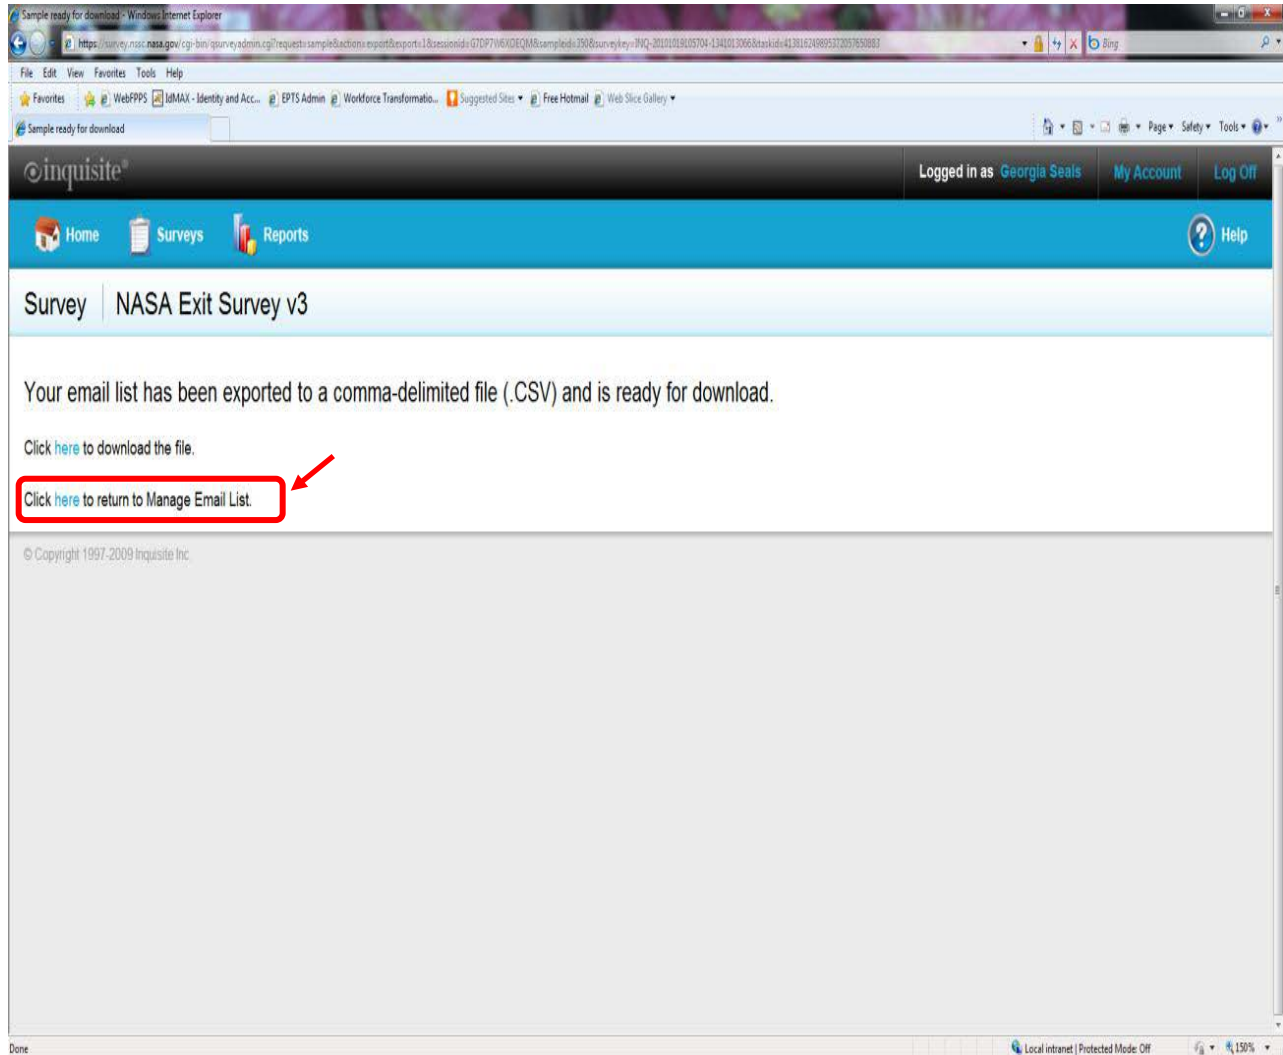 Sample ready for download - Windows Internet Explorer
Bing
File Edit View Favorites Tools Help
Favorites WebFPPS IdMAX - Identity and Acc... EPTS Admin Workforce Transformatio... Suggested Sites Free Hotmail Web Slice Gallery
Sample ready for download Page Safety Tools
inquisite® Logged in as Georgia Seals My Account Log Off
Home Surveys Reports Help
Survey NASA Exit Survey v3
Your email list has been exported to a comma-delimited file (.CSV) and is ready for download.
Click here to download the file.
Click here to return to Manage Email List.
© Copyright 1997-2009 Inquisite Inc
Done Local intranet | Protected Mode: Off 150%